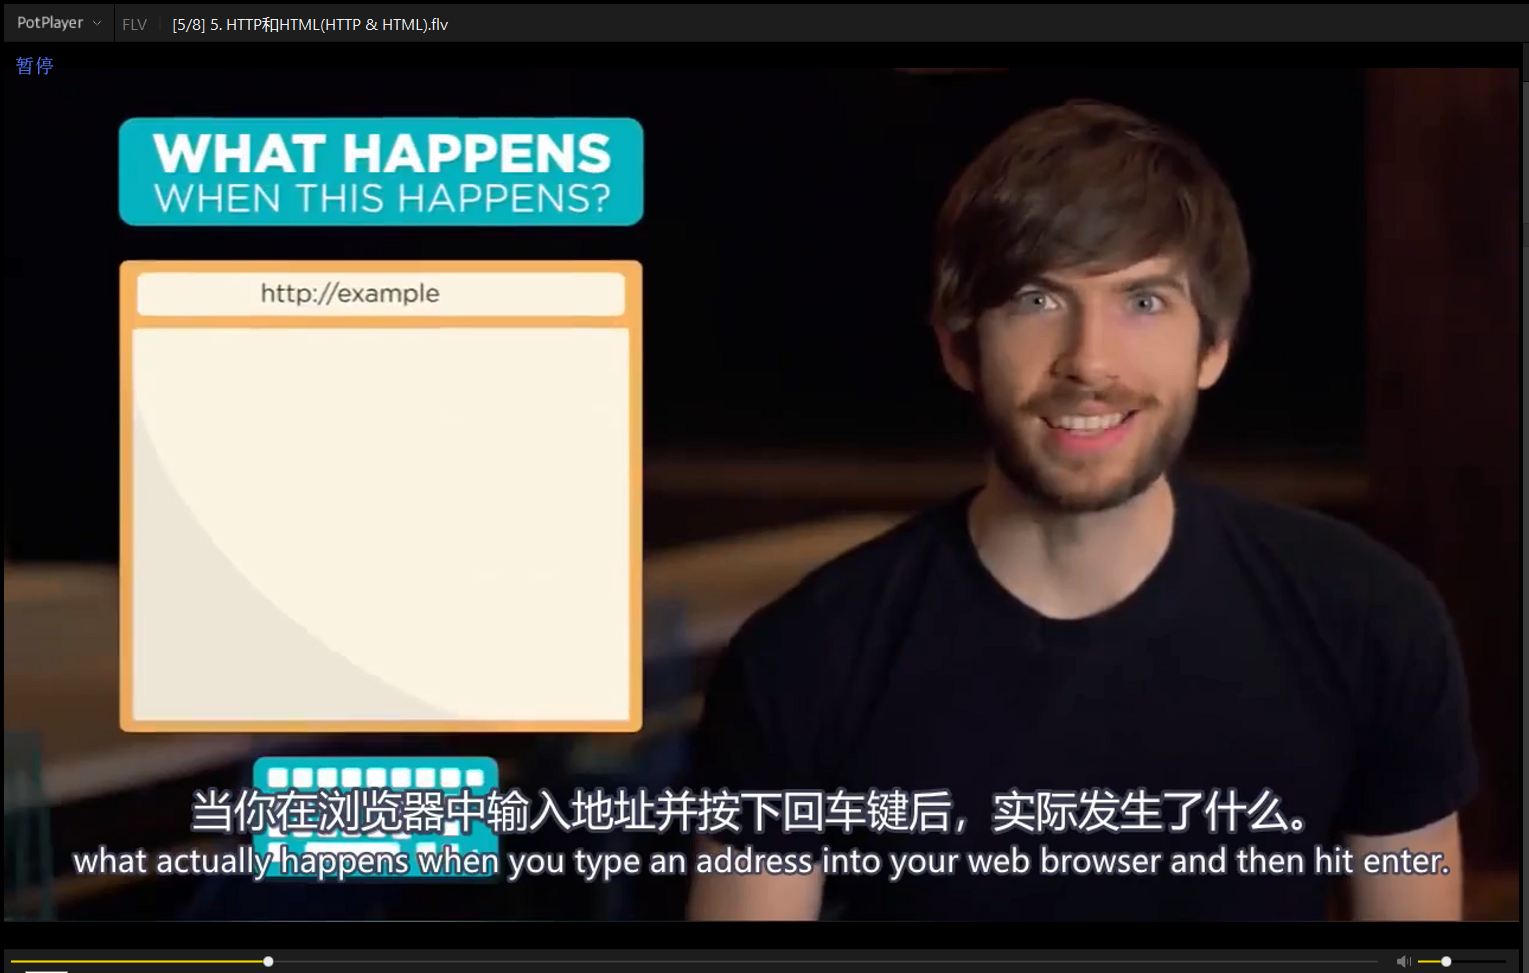 PotPlayer
FLV
[5/8] 5. HTTP和HTML(HTTP & HTML).flv
暂停
WHAT HAPPENS
WHEN THIS HAPPENS?
http://example
当你在浏览器中输入地址并按下回车键后，实际发生了什么。
what actually happens when you type an address into your web browser and then hit enter.